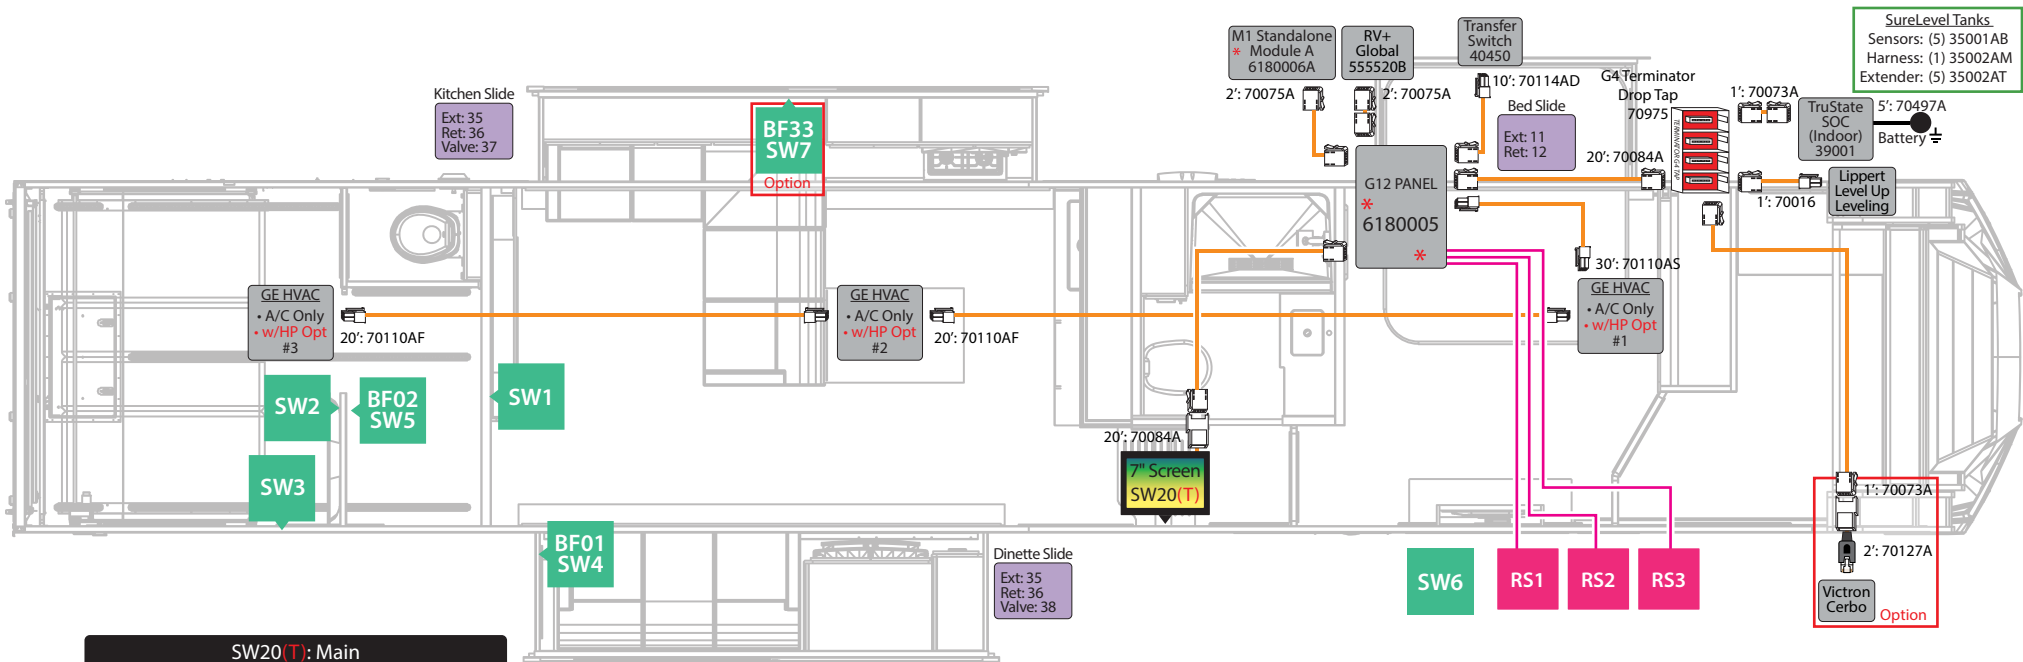 SureLevel Tanks
Sensors: (5) 35001AB
Harness: (1) 35002AM
Extender: (5) 35002AT
M1 Standalone
* Module A
6180006A
RV+
Global
555520B
Transfer
Switch
40450
2': 70075A
2': 70075A
10': 70114AD
G4 Terminator
Drop Tap
70975
TERMINATOR G4 TAP
1': 70073A
TruState
SOC
(Indoor)
39001
5': 70497A
Battery
Kitchen Slide
Ext: 35
Ret: 36
Valve: 37
BF33
SW7
Option
Bed Slide
Ext: 11
Ret: 12
20': 70084A
G12 PANEL
*
6180005
*
1': 70016
Lippert
Level Up
Leveling
30': 70110AS
GE HVAC
• A/C Only
• w/HP Opt
#3
20': 70110AF
GE HVAC
• A/C Only
• w/HP Opt
#2
20': 70110AF
GE HVAC
• A/C Only
• w/HP Opt
#1
SW2
BF02
SW5
SW1
SW3
20': 70084A
7" Screen
SW20(T)
BF01
SW4
Dinette Slide
Ext: 35
Ret: 36
Valve: 38
SW6
RS1
RS2
RS3
1': 70073A
2': 70127A
Victron
Cerbo
Option
SW20(T): Main